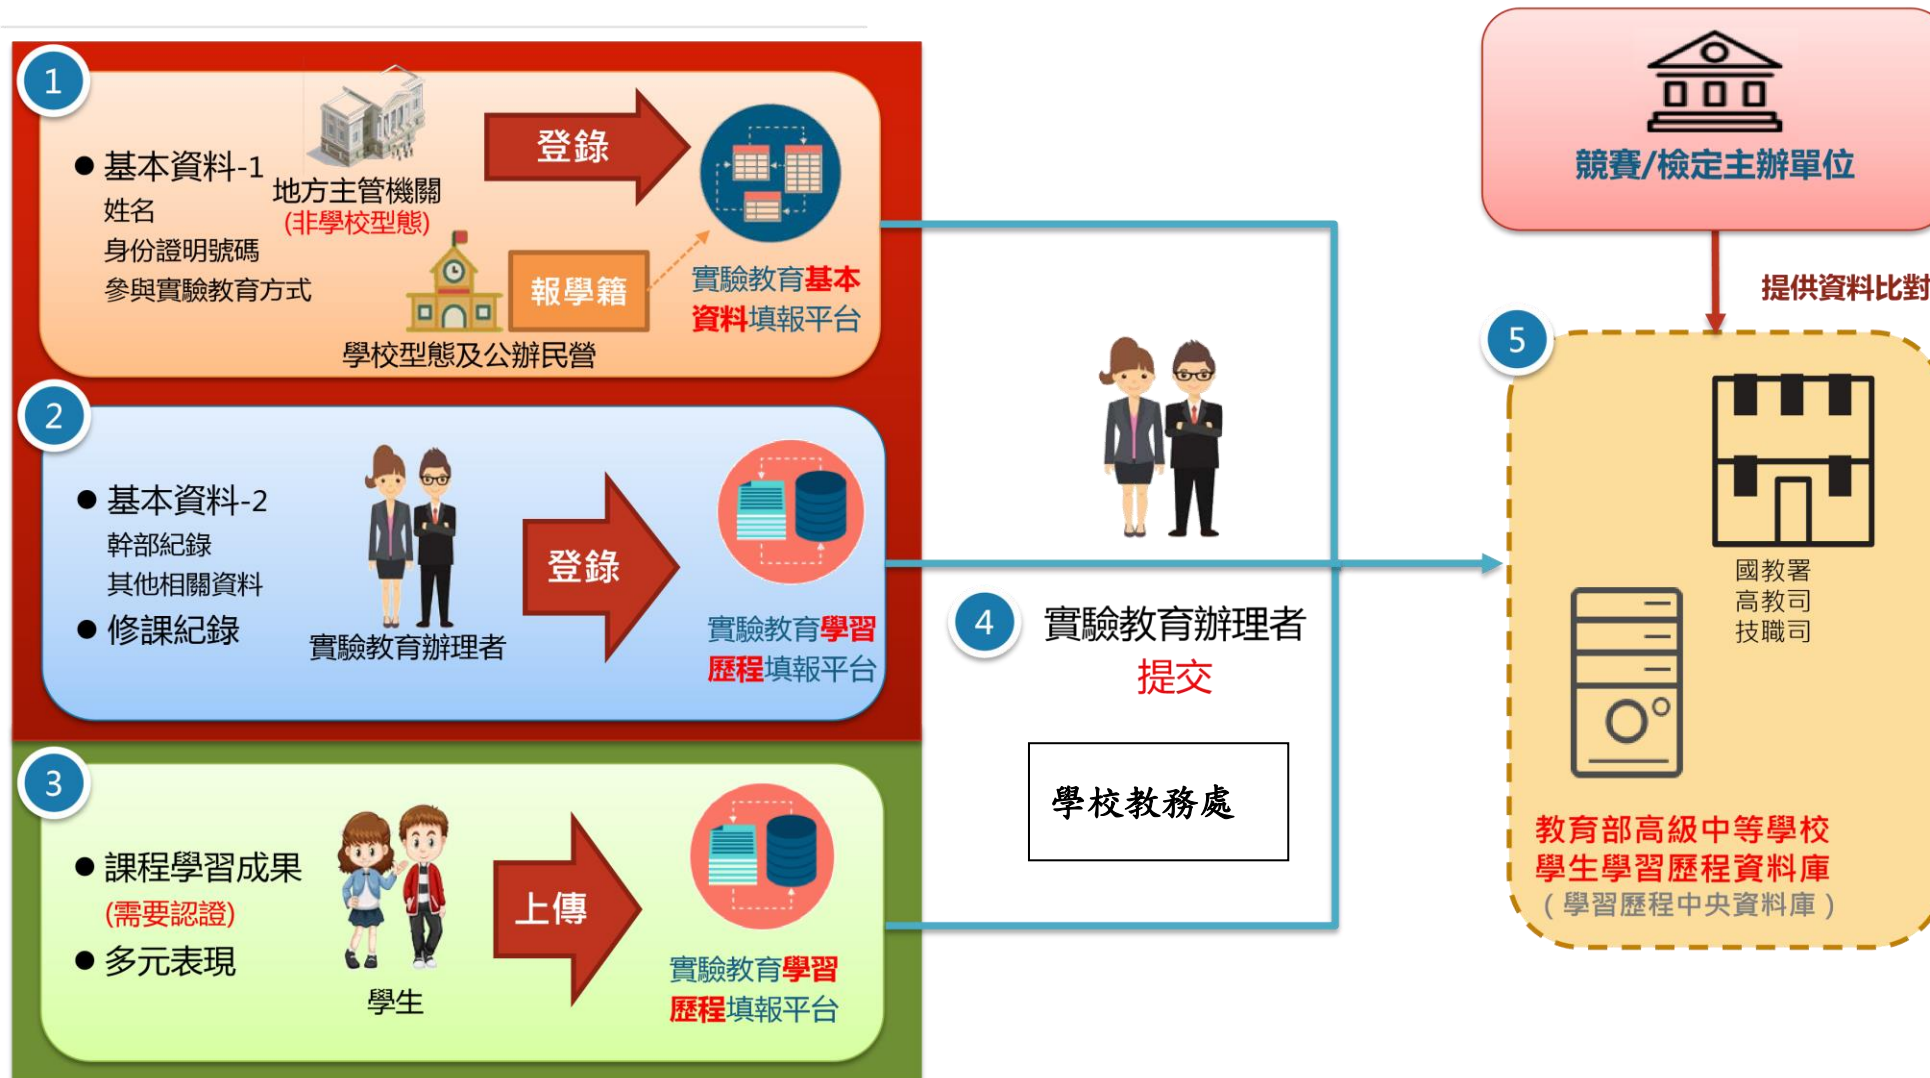 1
基本資料-1
姓名
身份證明號碼
參與實驗教育方式
地方主管機關
(非學校型態)
登錄
報學籍
學校型態及公辦民營
實驗教育基本
資料填報平台
2
基本資料-2
幹部紀錄
其他相關資料
修課紀錄
實驗教育辦理者
登錄
實驗教育學習
歷程填報平台
3
課程學習成果
(需要認證)
多元表現
學生
上傳
實驗教育學習
歷程填報平台
4
實驗教育辦理者
提交
學校教務處
競賽/檢定主辦單位
提供資料比對
5
國教署
高教司
技職司
教育部高級中等學校
學生學習歷程資料庫
(學習歷程中央資料庫)